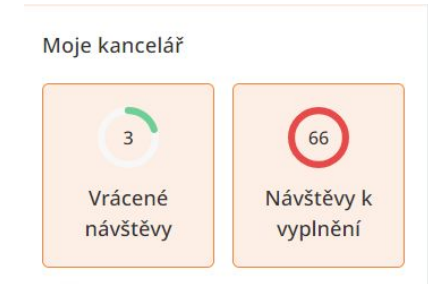 Moje kancelář
3
Vrácené
návštěvy
66
Návštěvy k
vyplnění